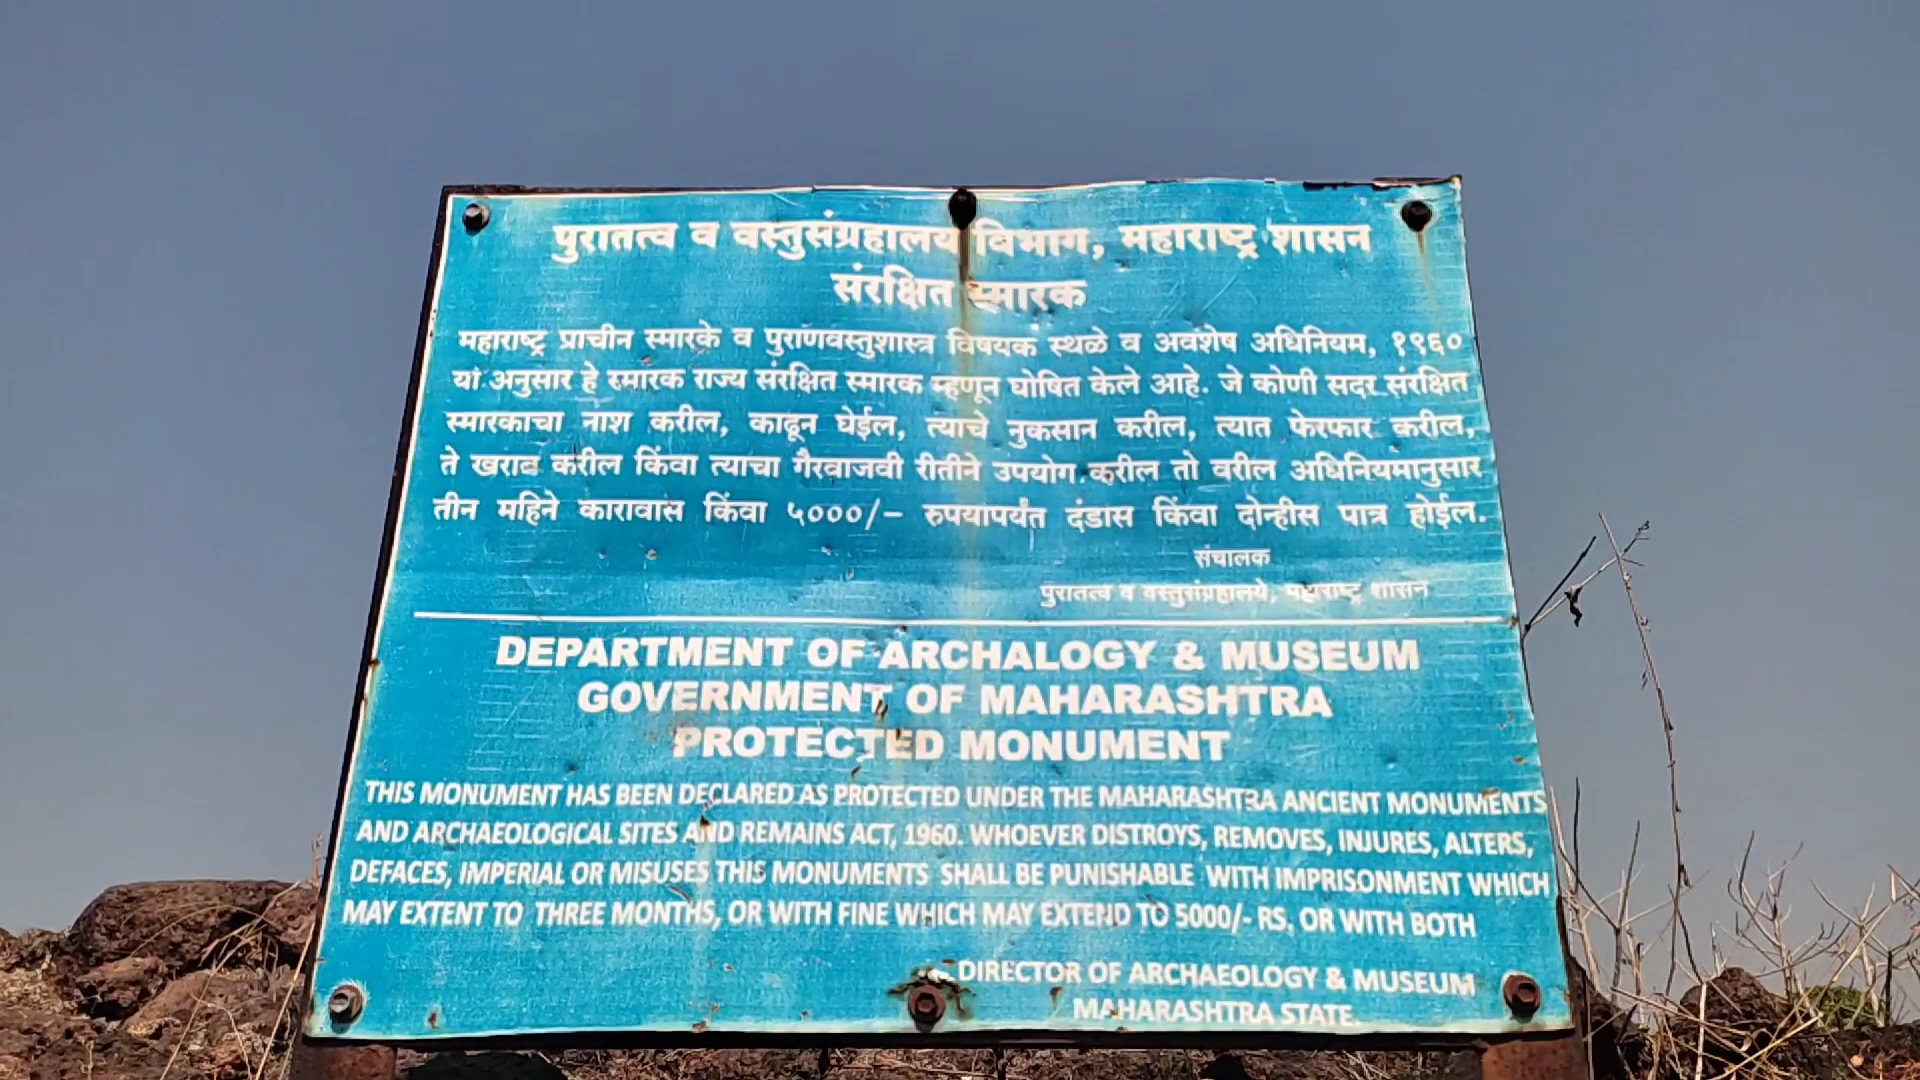 पुरातत्व व वस्तुसंग्रहालय विभाग, महाराष्ट्र शासन
संरक्षित स्मारक
महाराष्ट्र प्राचीन स्मारके व पुराणवस्तुशास्त्र विषयक स्थळे व अवशेष अधिनियम, १९६०
यां अनुसार हे स्मारक राज्य संरक्षित स्मारक म्हणून घोषित केले आहे. जे कोणी सदर संरक्षित
स्मारकाचा नाश करील, काढून घेईल, त्याचे नुकसान करील, त्यात फेरफार करील,
ते खराब करील किंवा त्याचा गैरवाजवी रीतीने उपयोग करील तो वरील अधिनियमानुसार
तीन महिने कारावास किंवा ५०००/- रुपयापर्यंत दंडास किंवा दोन्हीस पात्र होईल.
संचालक
पुरातत्व व वस्तुसंग्रहालये, महाराष्ट्र शासन
DEPARTMENT OF ARCHALOGY & MUSEUM
GOVERNMENT OF MAHARASHTRA
PROTECTED MONUMENT
THIS MONUMENT HAS BEEN DECLARED AS PROTECTED UNDER THE MAHARASHTRA ANCIENT MONUMENTS
AND ARCHAEOLOGICAL SITES AND REMAINS ACT, 1960. WHOEVER DISTROYS, REMOVES, INJURES, ALTERS,
DEFACES, IMPERIAL OR MISUSES THIS MONUMENTS SHALL BE PUNISHABLE WITH IMPRISONMENT WHICH
MAY EXTENT TO THREE MONTHS, OR WITH FINE WHICH MAY EXTEND TO 5000/- RS. OR WITH BOTH
DIRECTOR OF ARCHAEOLOGY & MUSEUM
MAHARASHTRA STATE.